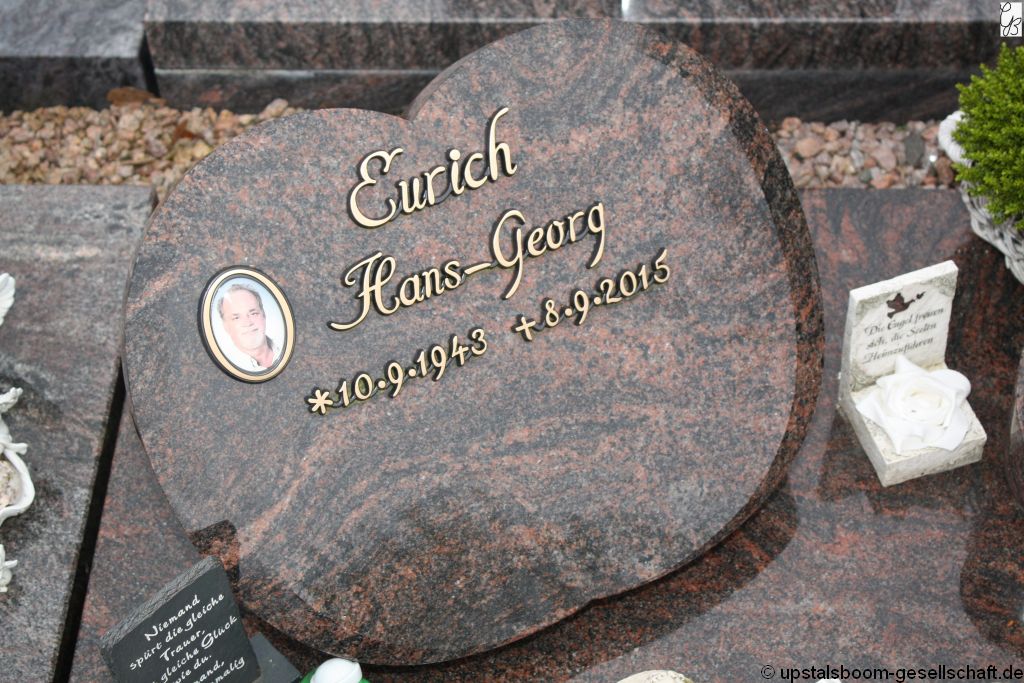 Eurich
Hans-Georg
*10.9.1943 †8.9.2015
Die Engel freuen
sich, die Seelen
Heimzuführen
Niemand
spürt die gleiche
Trauer,
gleiche Glück
wie du.
© upstalsboom-gesellschaft.de